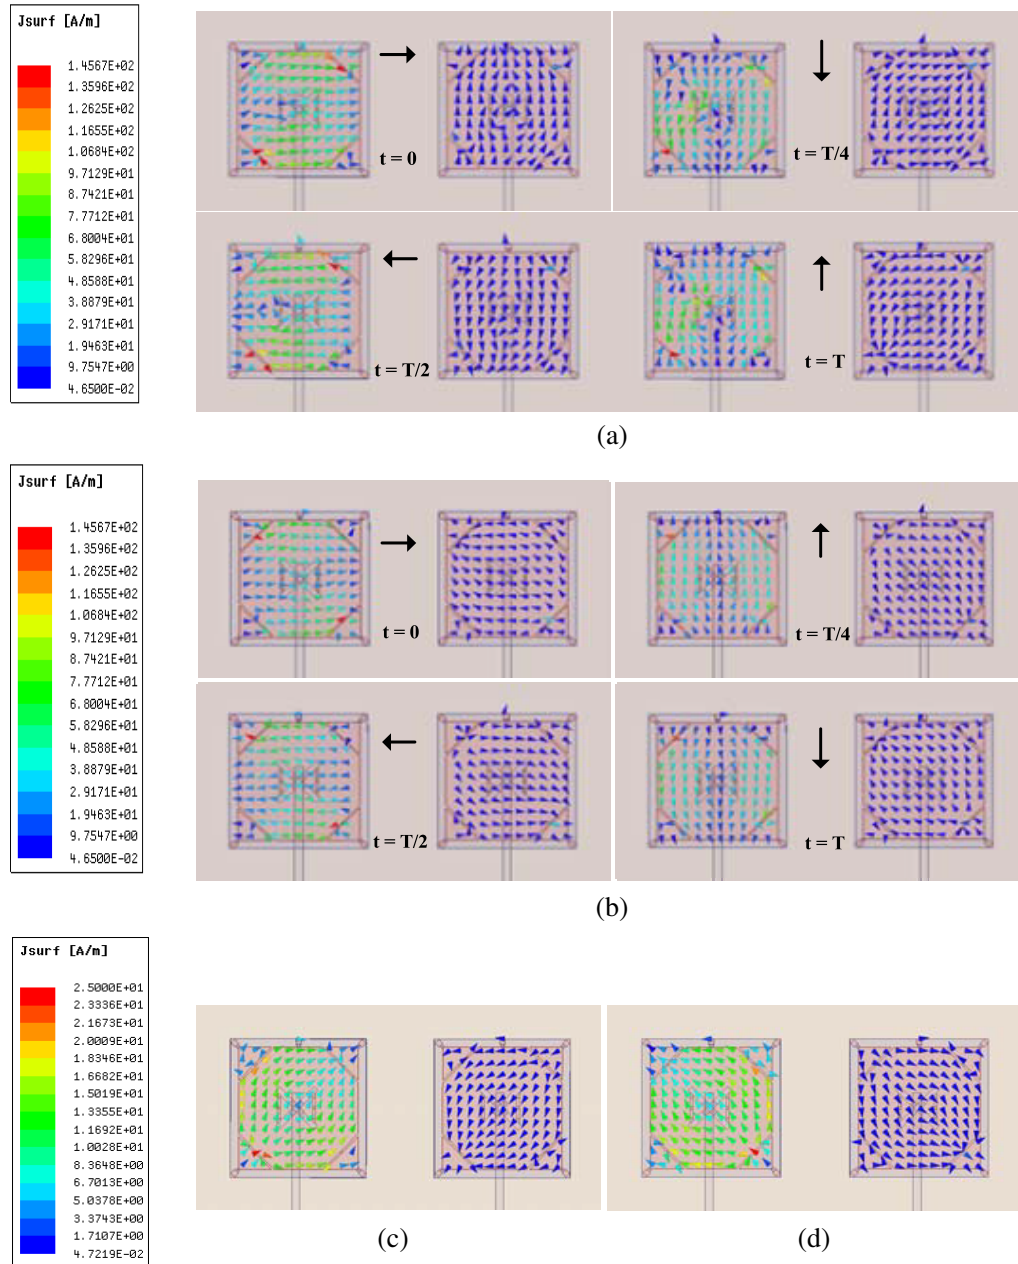 Jsurf [A/m]
1.4567E+02
1.3596E+02
1.2625E+02
1.1655E+02
1.0684E+02
9.7129E+01
8.7421E+01
7.7712E+01
6.8004E+01
5.8296E+01
4.8588E+01
3.8879E+01
2.9171E+01
1.9463E+01
9.7547E+00
4.6500E-02
t = 0
t = T/4
t = T/2
t = T
(a)
Jsurf [A/m]
1.4567E+02
1.3596E+02
1.2625E+02
1.1655E+02
1.0684E+02
9.7129E+01
8.7421E+01
7.7712E+01
6.8004E+01
5.8296E+01
4.8588E+01
3.8879E+01
2.9171E+01
1.9463E+01
9.7547E+00
4.6500E-02
t = 0
t = T/4
t = T/2
t = T
(b)
Jsurf [A/m]
2.5000E+01
2.3336E+01
2.1673E+01
2.0009E+01
1.8346E+01
1.6682E+01
1.5019E+01
1.3355E+01
1.1692E+01
1.0028E+01
8.3648E+00
6.7013E+00
5.0378E+00
3.3743E+00
1.7107E+00
4.7219E-02
(c)
(d)